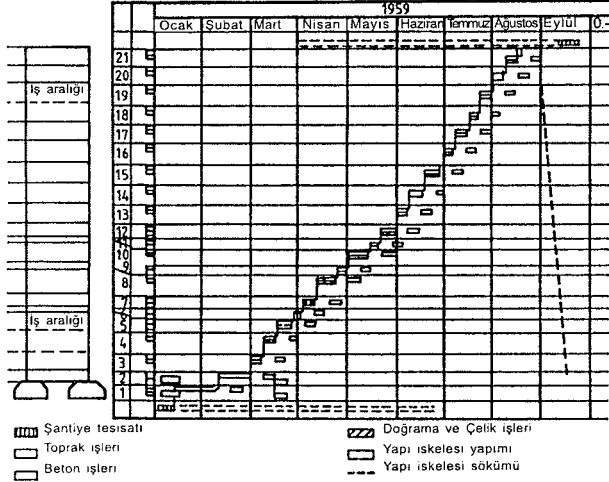 1959
Ocak Şubat Mart Nisan Mayıs Haziran Temmuz Ağustos Eylül 0.-
21
20
İş aralığı
19
18
17
16
15
14
13
12
11
10
9
8
7
6
İş aralığı
5
4
3
2
1
Şantiye tesisatı
Toprak işleri
Beton işleri
Doğrama ve Çelik işleri
Yapı iskelesi yapımı
Yapı iskelesi sökümü